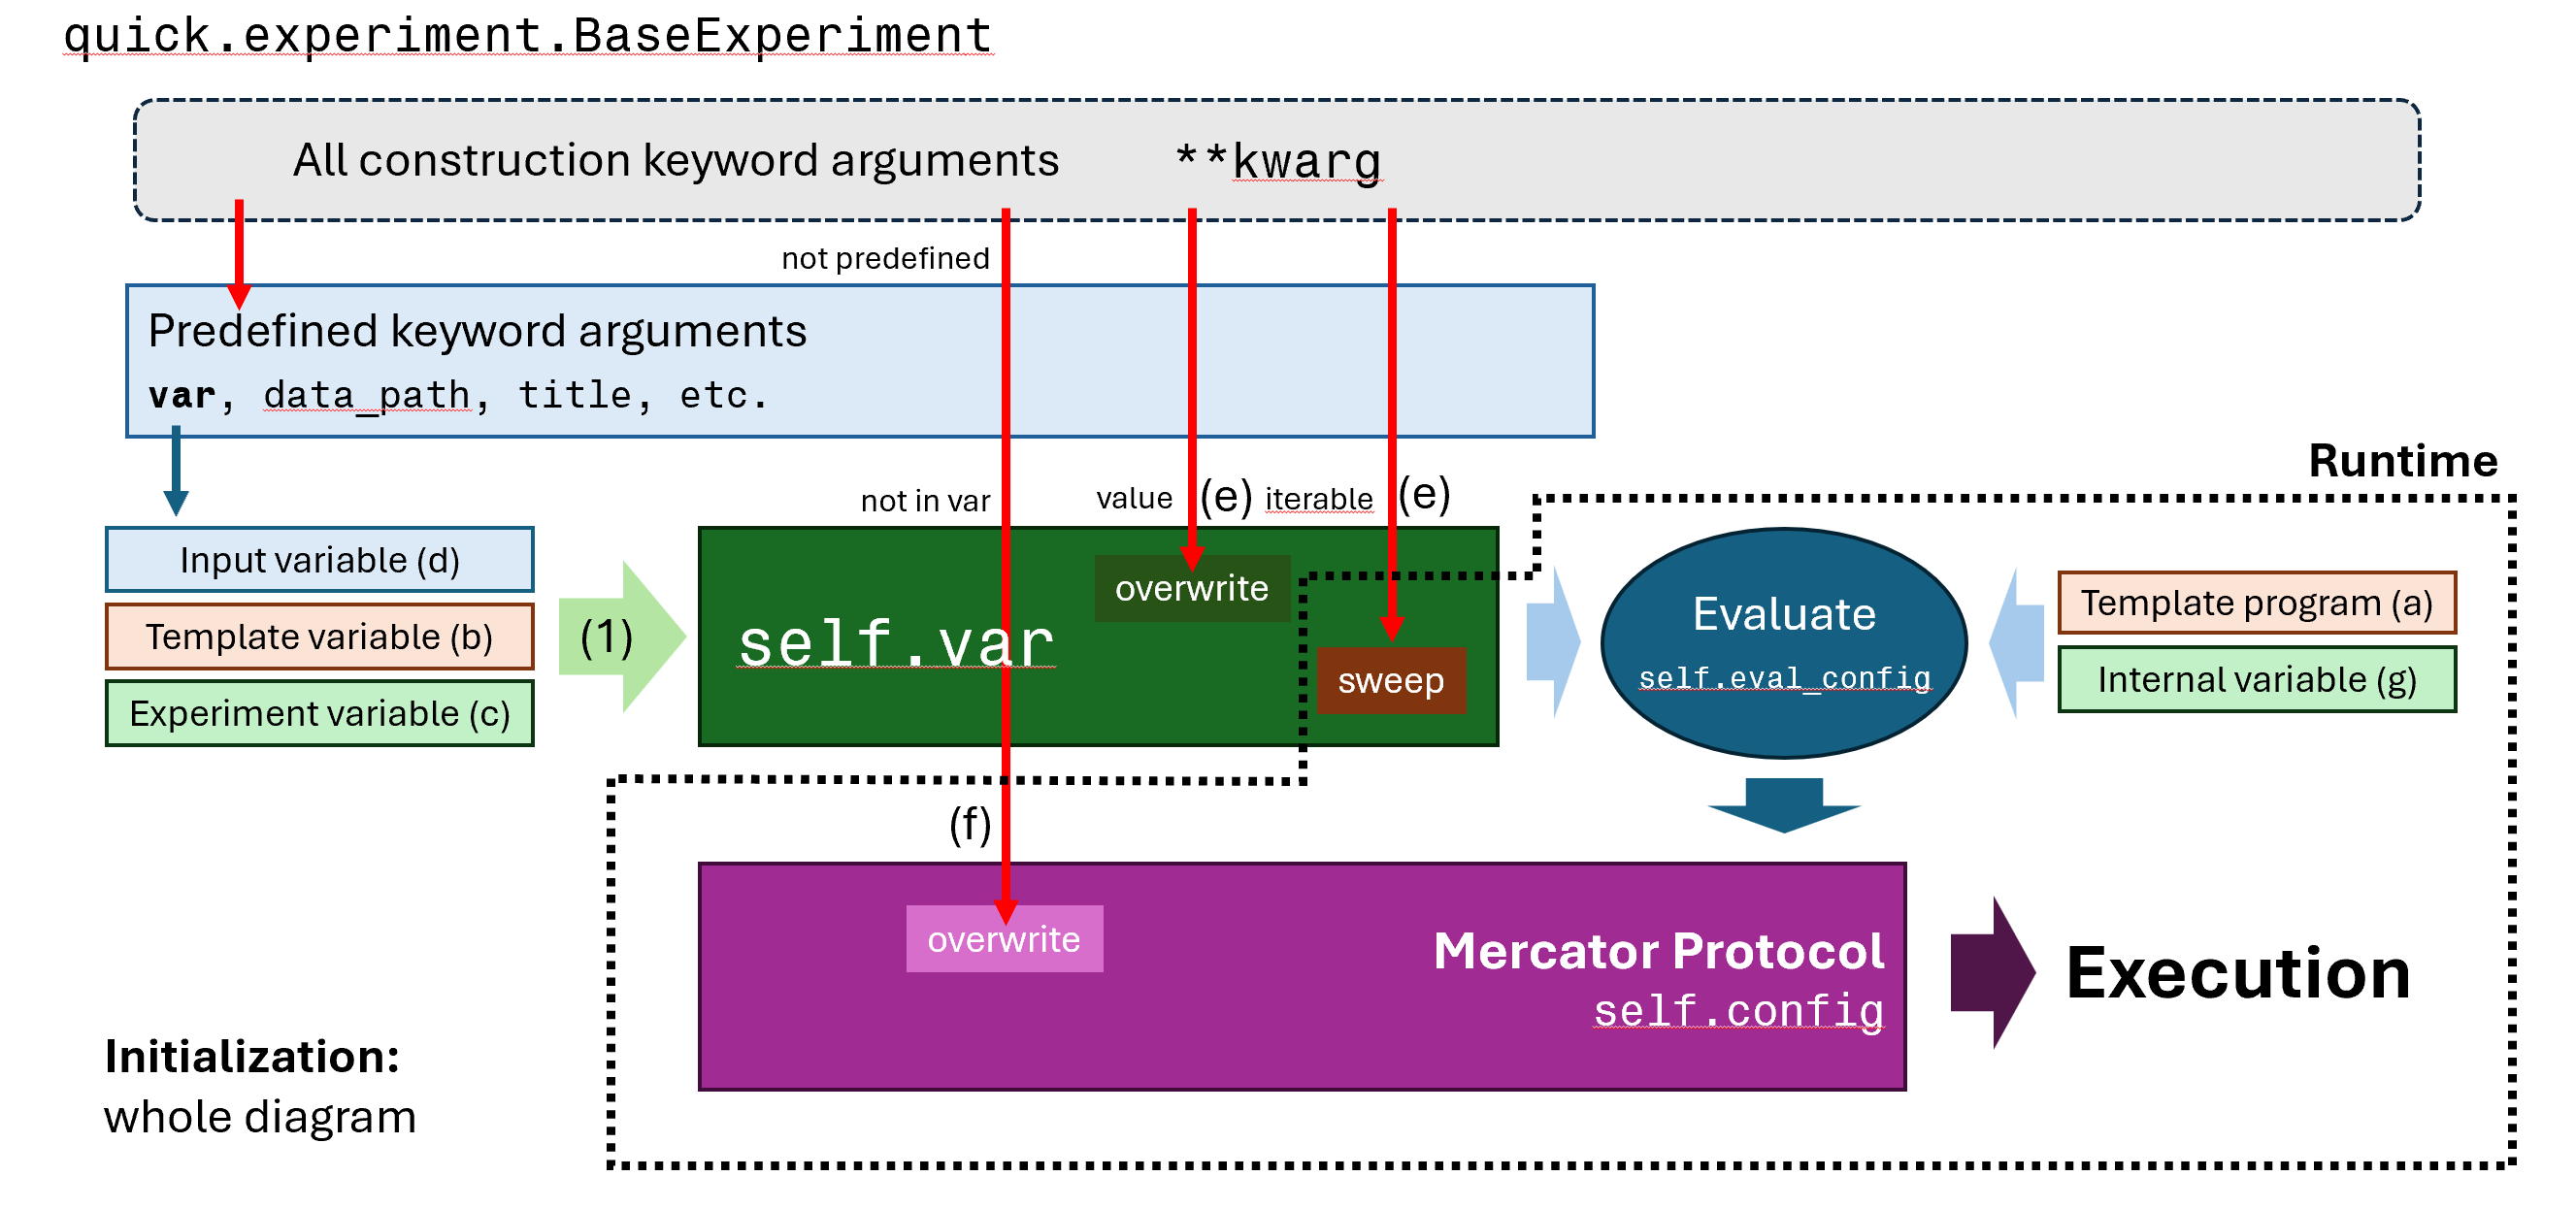 quick.experiment.BaseExperiment
All construction keyword arguments **kwarg
not predefined
Predefined keyword arguments
var, data_path, title, etc.
Runtime
not in var
value (e) iterable (e)
Input variable (d)
Template variable (b)
Experiment variable (c)
(1)
self.var
overwrite
sweep
Evaluate
self.eval_config
Template program (a)
Internal variable (g)
(f)
overwrite
Mercator Protocol
self.config
Execution
Initialization:
whole diagram